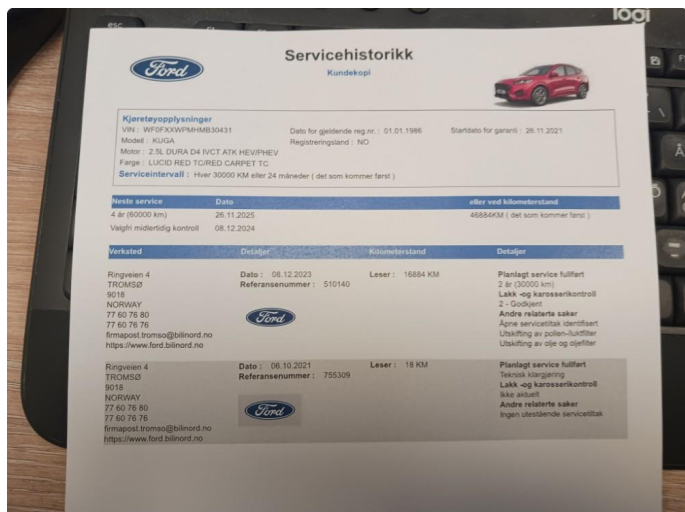 esc
logi
Ford
Servicehistorikk
Kundekopi
Kjøretøyopplysninger
VIN : WF0FXXWPMHMB30431
Dato for gjeldende reg.nr. : 01.01.1986
Startdato for garanti : 26.11.2021
Modell : KUGA
Registreringsland : NO
Motor : 2.5L DURA D4 IVCT ATK HEV/PHEV
Farge : LUCID RED TC/RED CARPET TC
Serviceintervall : Hver 30000 KM eller 24 måneder ( det som kommer først )
Neste service Dato eller ved kilometerstand
4 år (60000 km) 26.11.2025 46884KM ( det som kommer først )
Valgfri midlertidig kontroll 08.12.2024
Verksted Detaljer Kilometerstand Detaljer
Ringveien 4 Dato : 08.12.2023 Leser : 16884 KM Planlagt service fullført
TROMSØ Referansenummer : 510140 2 år (30000 km)
9018 Lakk -og karosserikontroll
NORWAY 2 - Godkjent
77 60 76 80 Ford Andre relaterte saker
77 60 76 76 Åpne servicetiltak identifisert
firmapost.tromso@bilinord.no Utskifting av pollen-/luktfilter
https://www.ford.bilinord.no Utskifting av olje og oljefilter
Ringveien 4 Dato : 06.10.2021 Leser : 18 KM Planlagt service fullført
TROMSØ Referansenummer : 755309 Teknisk klargjøring
9018 Lakk -og karosserikontroll
NORWAY Ikke aktuelt
77 60 76 80 Ford Andre relaterte saker
77 60 76 76 Ingen utestående servicetiltak
firmapost.tromso@bilinord.no
https://www.ford.bilinord.no